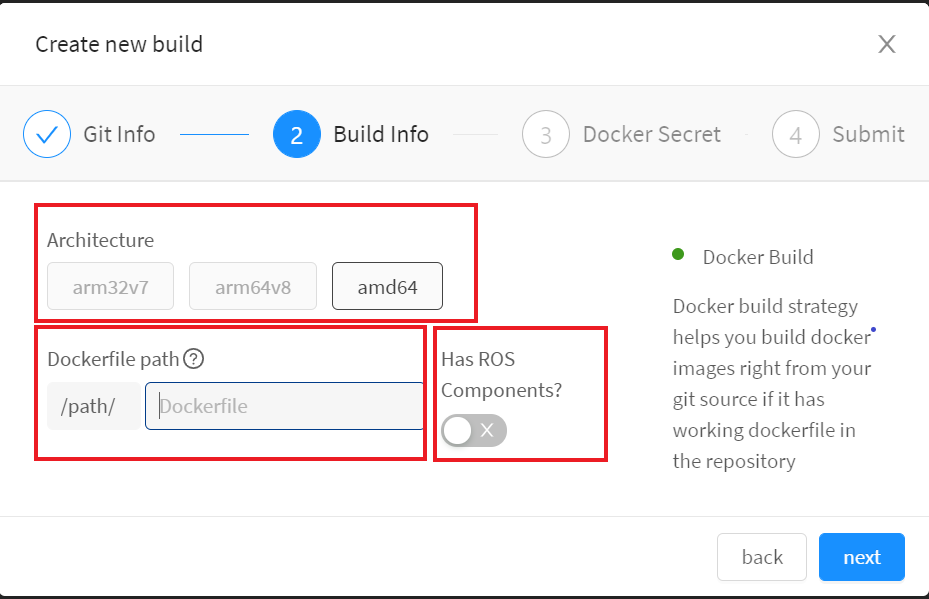 Create new build
Git Info
2 Build Info
3 Docker Secret
4 Submit
Architecture
arm32v7 arm64v8 amd64
Dockerfile path ?
/path/ Dockerfile
Has ROS
Components?
Docker Build
Docker build strategy
helps you build docker
images right from your
git source if it has
working dockerfile in
the repository
back next